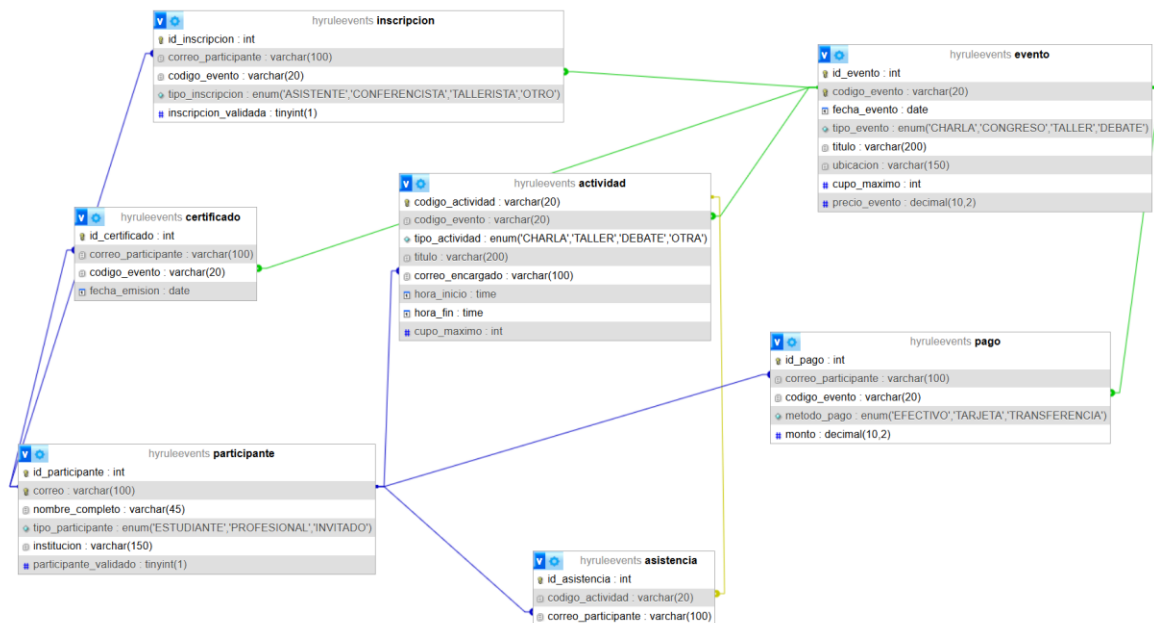 hyruleevents inscripcion
id_inscripcion : int
correo_participante : varchar(100)
codigo_evento : varchar(20)
tipo_inscripcion : enum('ASISTENTE','CONFERENCISTA','TALLERISTA','OTRO')
inscripcion_validada : tinyint(1)
hyruleevents evento
id_evento : int
codigo_evento : varchar(20)
fecha_evento : date
tipo_evento : enum('CHARLA','CONGRESO','TALLER','DEBATE')
titulo : varchar(200)
ubicacion : varchar(150)
cupo_maximo : int
precio_evento : decimal(10,2)
hyruleevents actividad
codigo_actividad : varchar(20)
codigo_evento : varchar(20)
tipo_actividad : enum('CHARLA','TALLER','DEBATE','OTRA')
titulo : varchar(200)
correo_encargado : varchar(100)
hora_inicio : time
hora_fin : time
cupo_maximo : int
hyruleevents certificado
id_certificado : int
correo_participante : varchar(100)
codigo_evento : varchar(20)
fecha_emision : date
hyruleevents pago
id_pago : int
correo_participante : varchar(100)
codigo_evento : varchar(20)
metodo_pago : enum('EFECTIVO','TARJETA','TRANSFERENCIA')
monto : decimal(10,2)
hyruleevents participante
id_participante : int
correo : varchar(100)
nombre_completo : varchar(45)
tipo_participante : enum('ESTUDIANTE','PROFESIONAL','INVITADO')
institucion : varchar(150)
participante_validado : tinyint(1)
hyruleevents asistencia
id_asistencia : int
codigo_actividad : varchar(20)
correo_participante : varchar(100)